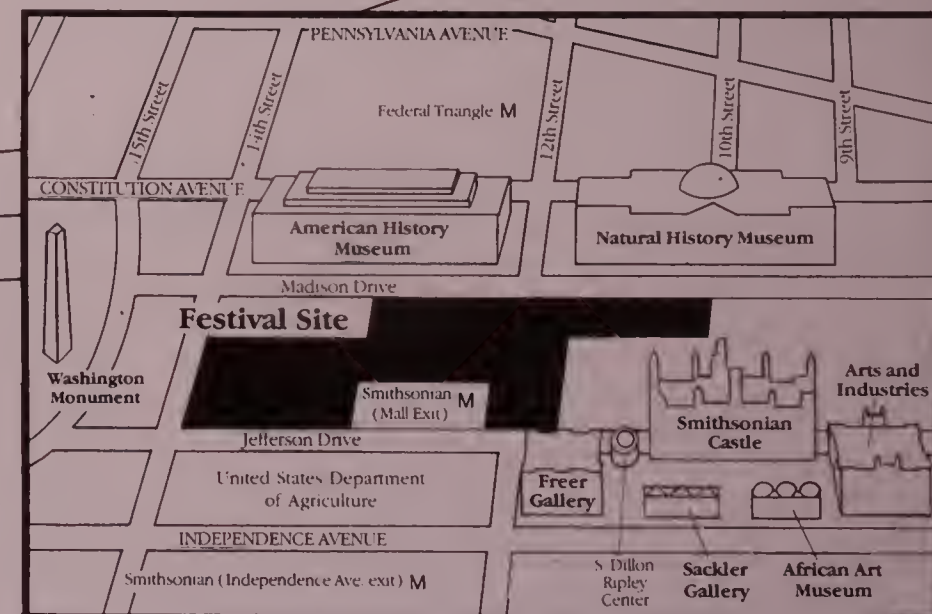 PENNSYLVANIA AVENUE
15th Street
14th Street
Federal Triangle M
12th Street
10th Street
9th Street
CONSTITUTION AVENUE
American History
Museum
Natural History Museum
Madison Drive
Festival Site
Washington
Monument
Smithsonian M
(Mall Exit)
Arts and
Industries
Smithsonian
Castle
Jefferson Drive
United States Department
of Agriculture
Freer
Gallery
INDEPENDENCE AVENUE
Smithsonian (Independence Ave. exit) M
S. Dillon
Ripley
Center
Sackler
Gallery
African Art
Museum